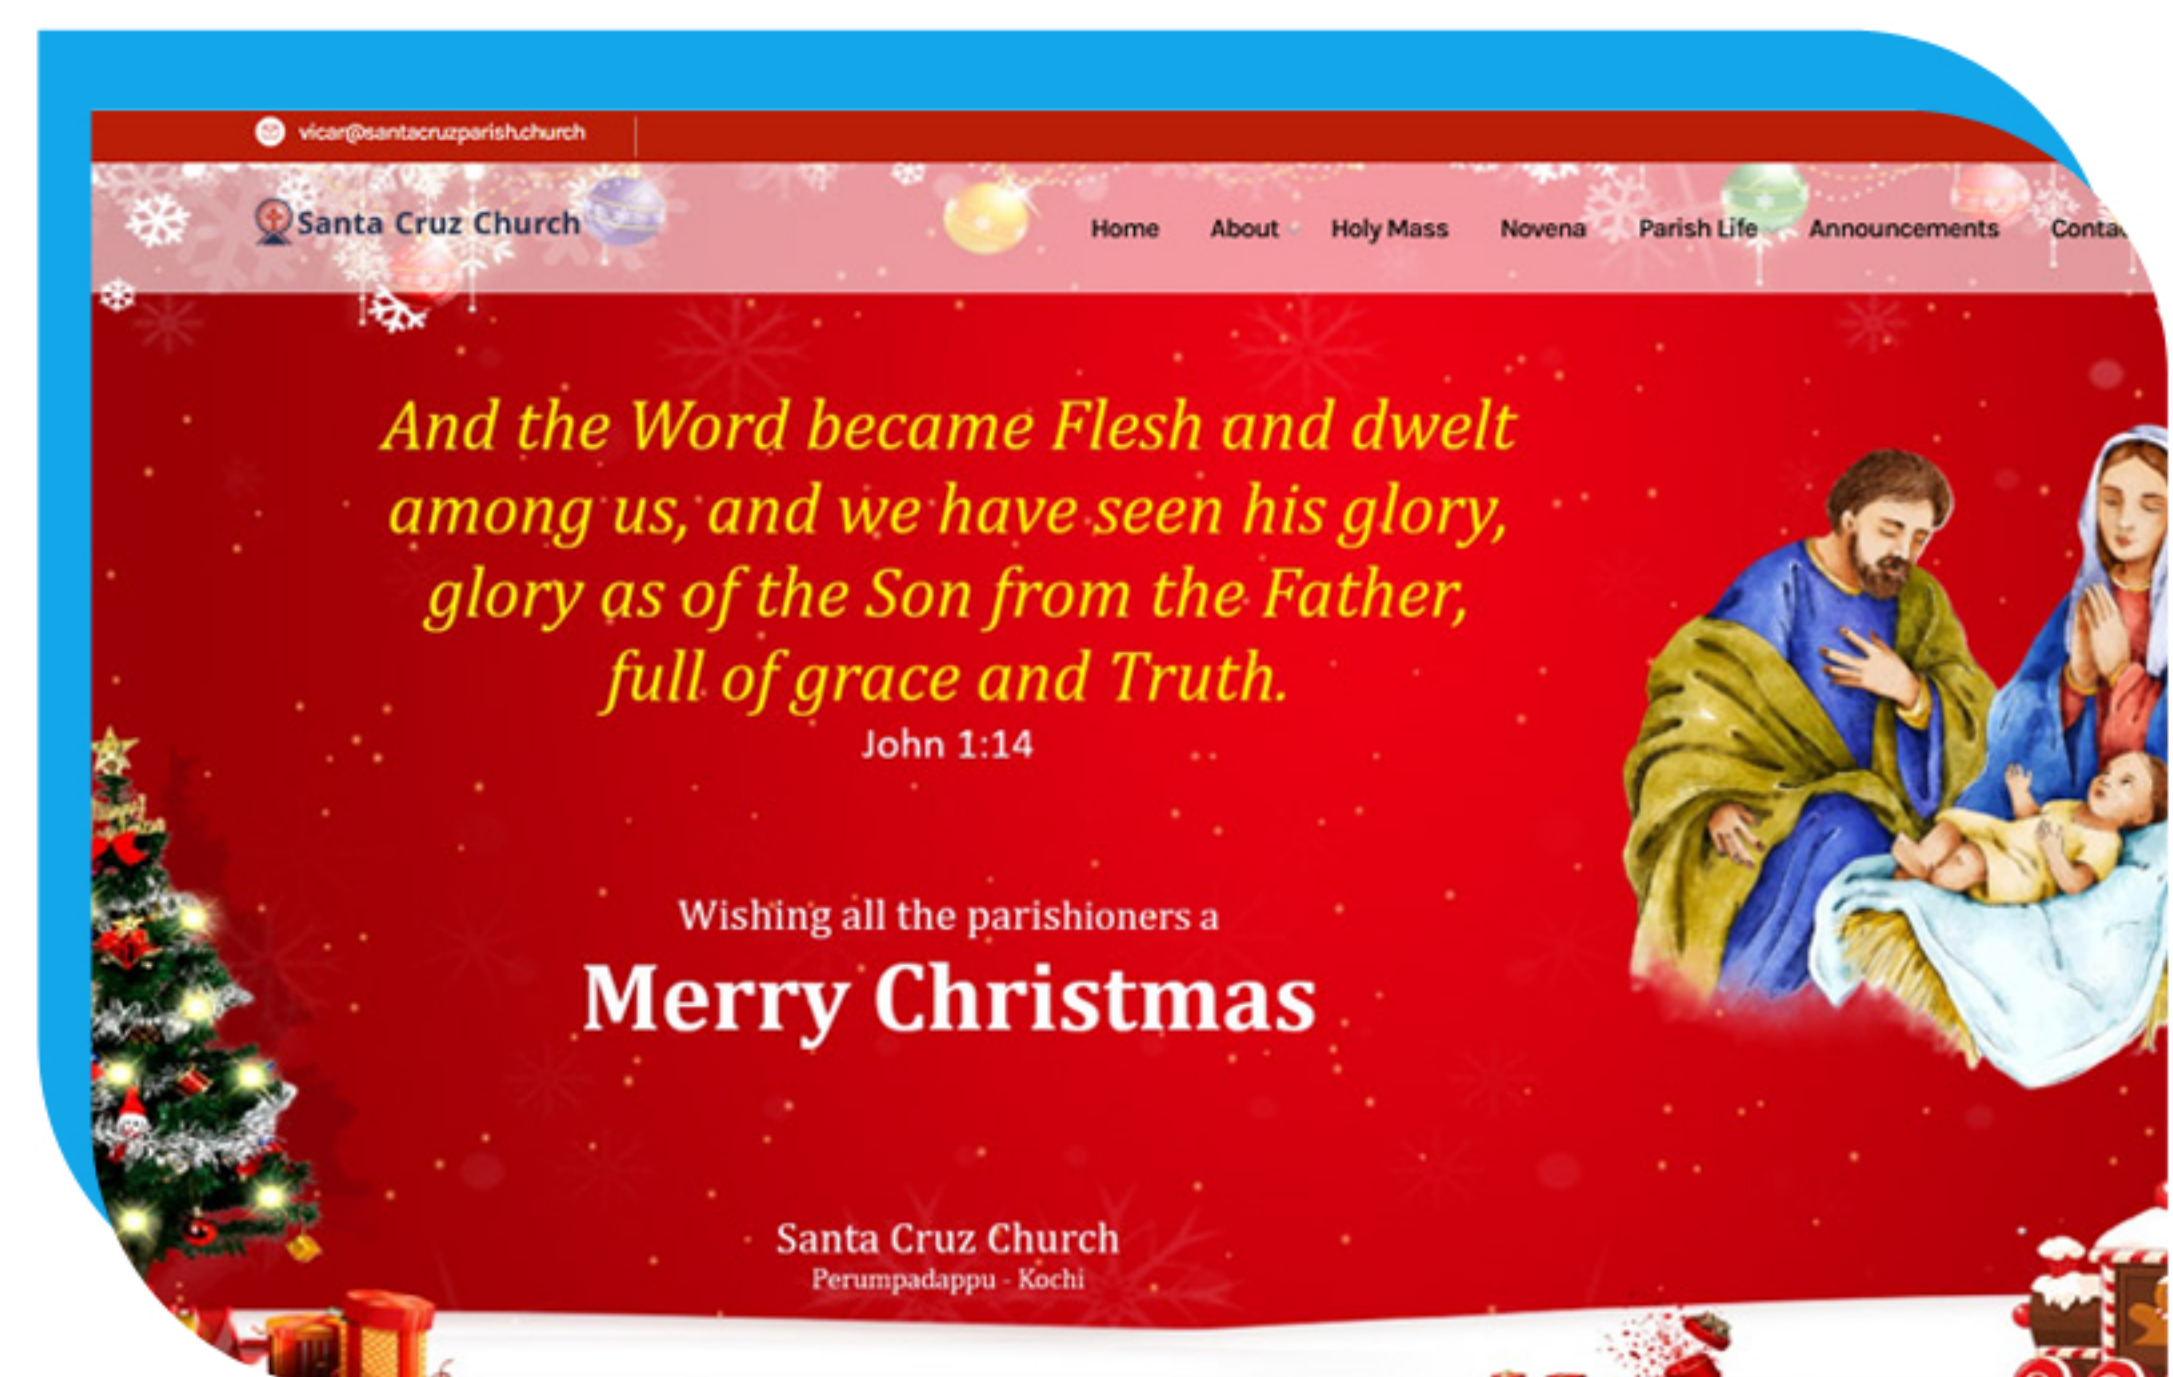 vicar@santacruzparish.church
Santa Cruz Church
Home About Holy Mass Novena Parish Life Announcements
And the Word became Flesh and dwelt
among us, and we have seen his glory,
glory as of the Son from the Father,
full of grace and Truth.
John 1:14
Wishing all the parishioners a
Merry Christmas
Santa Cruz Church
Perumpadappu - Kochi